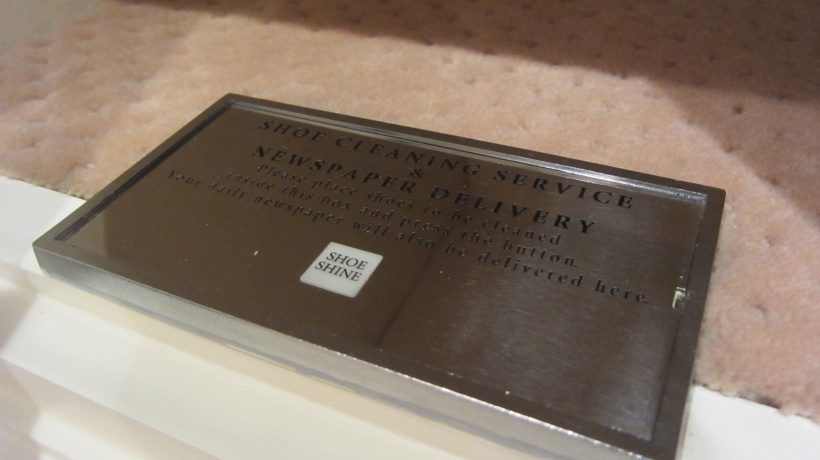 SHOE CLEANING SERVICE
&
NEWSPAPER DELIVERY
Please place shoes to be cleaned
inside this box and press the button.
Your daily newspaper will also be delivered here.
SHOE
SHINE